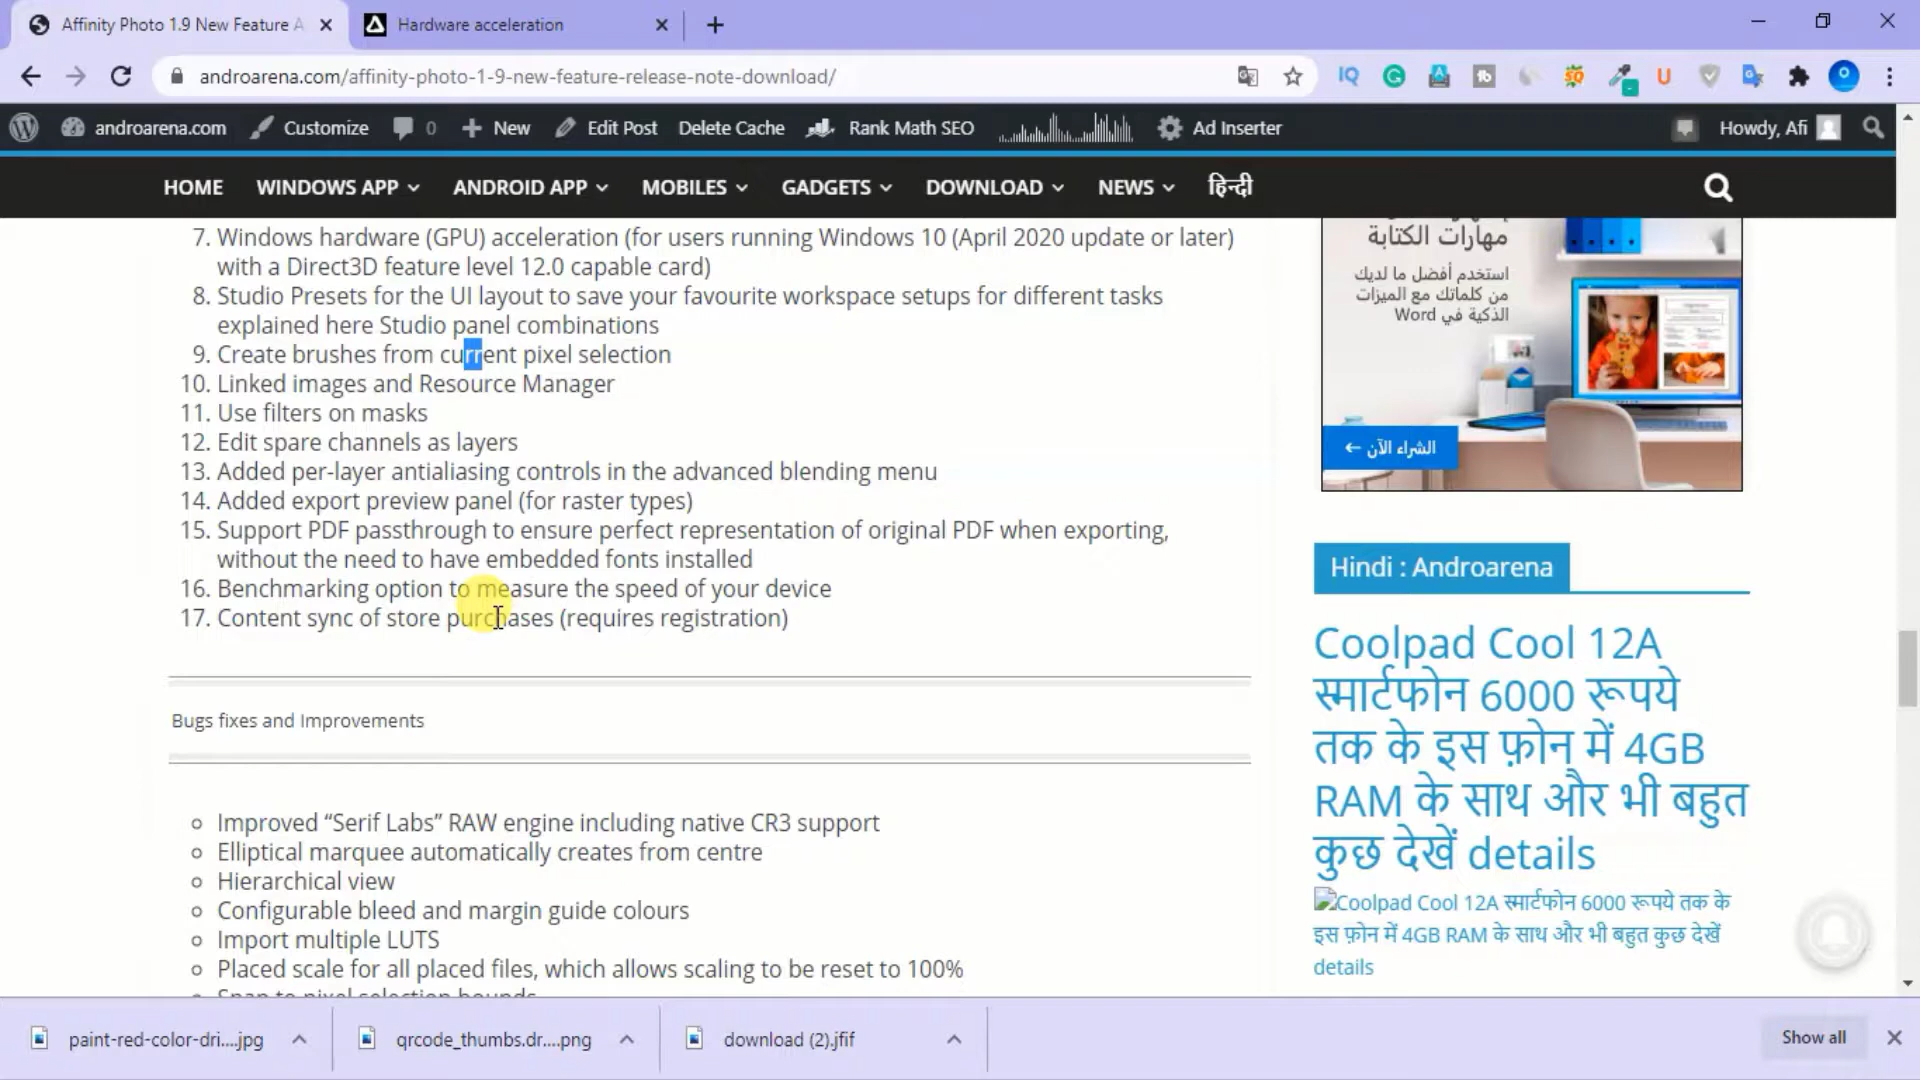 Affinity Photo 1.9 New Feature A
Hardware acceleration
androarena.com/affinity-photo-1-9-new-feature-release-note-download/
androarena.com
Customize
0
New
Edit Post
Delete Cache
Rank Math SEO
Ad Inserter
Howdy, Afi
HOME
WINDOWS APP
ANDROID APP
MOBILES
GADGETS
DOWNLOAD
NEWS
हिन्दी
7. Windows hardware (GPU) acceleration (for users running Windows 10 (April 2020 update or later)
with a Direct3D feature level 12.0 capable card)
8. Studio Presets for the UI layout to save your favourite workspace setups for different tasks
explained here Studio panel combinations
9. Create brushes from current pixel selection
10. Linked images and Resource Manager
11. Use filters on masks
12. Edit spare channels as layers
13. Added per-layer antialiasing controls in the advanced blending menu
14. Added export preview panel (for raster types)
15. Support PDF passthrough to ensure perfect representation of original PDF when exporting,
without the need to have embedded fonts installed
16. Benchmarking option to measure the speed of your device
17. Content sync of store purchases (requires registration)
Bugs fixes and Improvements
Improved “Serif Labs” RAW engine including native CR3 support
Elliptical marquee automatically creates from centre
Hierarchical view
Configurable bleed and margin guide colours
Import multiple LUTS
Placed scale for all placed files, which allows scaling to be reset to 100%
Snap to pixel selection bounds
مهارات الكتابة
استخدم أفضل ما لديك
من كلماتك مع الميزات
الذكية في Word
الشراء الآن ←
Hindi : Androarena
Coolpad Cool 12A
स्मार्टफोन 6000 रूपये
तक के इस फ़ोन में 4GB
RAM के साथ और भी बहुत
कुछ देखें details
Coolpad Cool 12A स्मार्टफोन 6000 रूपये तक के
इस फ़ोन में 4GB RAM के साथ और भी बहुत कुछ देखें
details
paint-red-color-dri....jpg
qrcode_thumbs.dr....png
download (2).jfif
Show all